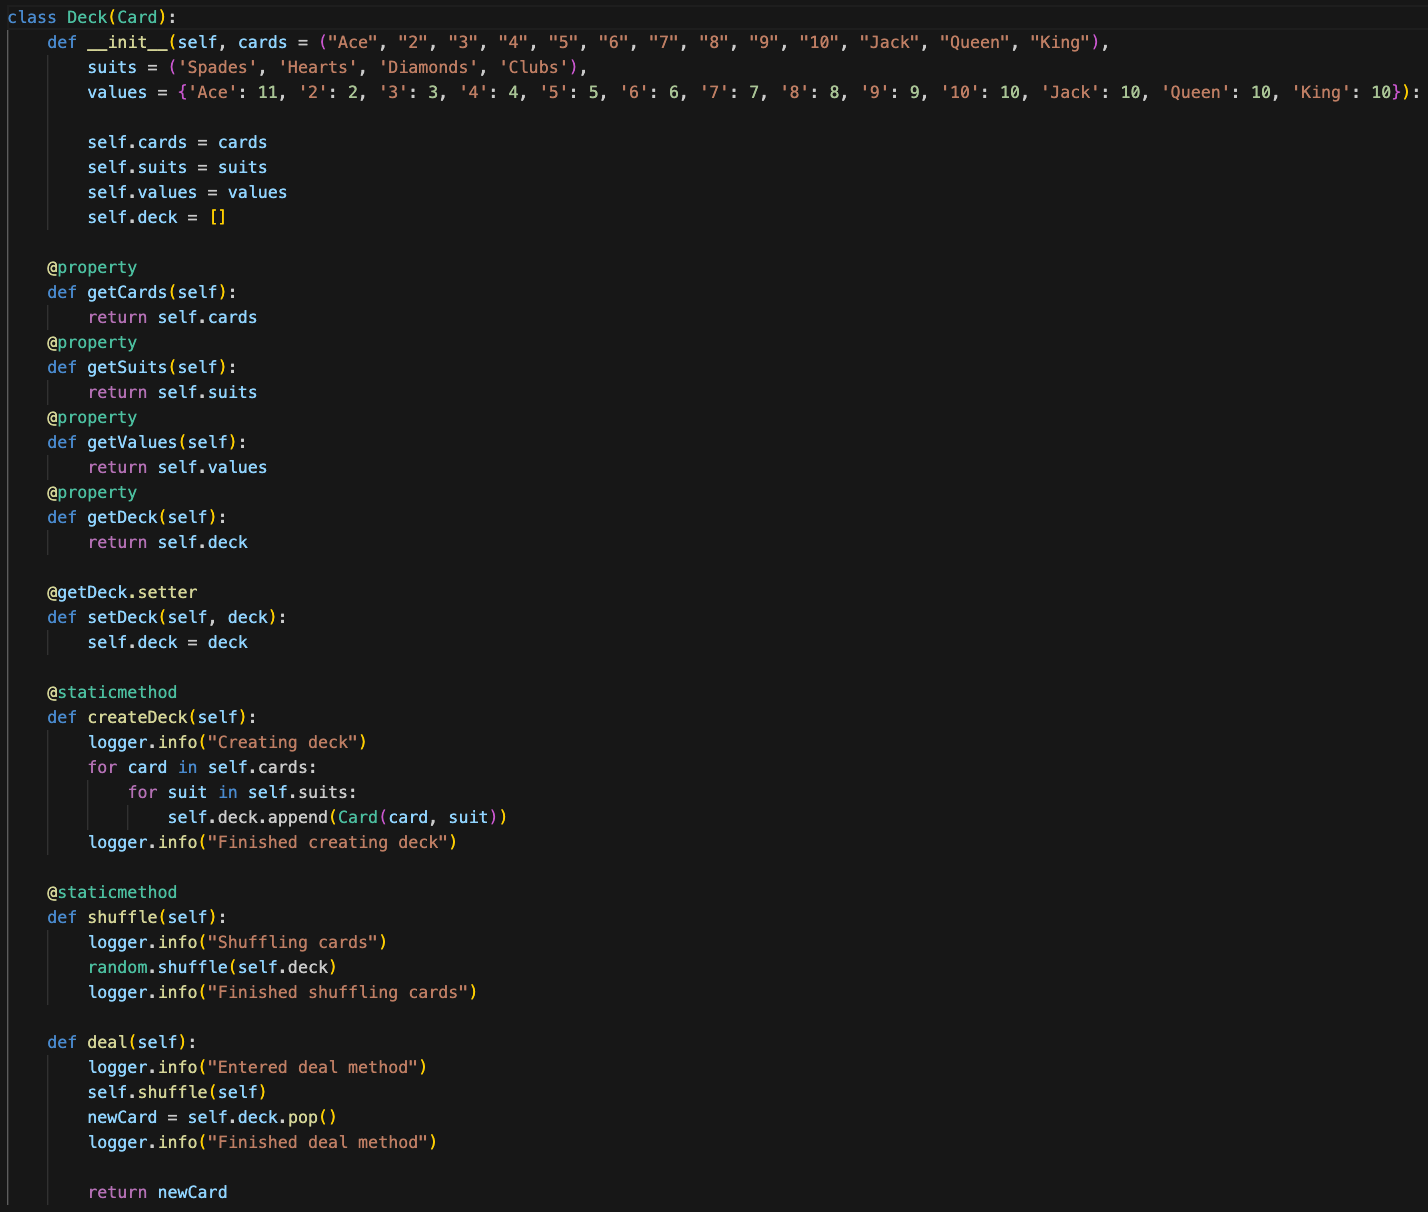 class Deck(Card):
    def __init__(self, cards = ("Ace", "2", "3", "4", "5", "6", "7", "8", "9", "10", "Jack", "Queen", "King"),
        suits = ('Spades', 'Hearts', 'Diamonds', 'Clubs'),
        values = {'Ace': 11, '2': 2, '3': 3, '4': 4, '5': 5, '6': 6, '7': 7, '8': 8, '9': 9, '10': 10, 'Jack': 10, 'Queen': 10, 'King': 10}):

        self.cards = cards
        self.suits = suits
        self.values = values
        self.deck = []

    @property
    def getCards(self):
        return self.cards
    @property
    def getSuits(self):
        return self.suits
    @property
    def getValues(self):
        return self.values
    @property
    def getDeck(self):
        return self.deck

    @getDeck.setter
    def setDeck(self, deck):
        self.deck = deck

    @staticmethod
    def createDeck(self):
        logger.info("Creating deck")
        for card in self.cards:
            for suit in self.suits:
                self.deck.append(Card(card, suit))
        logger.info("Finished creating deck")

    @staticmethod
    def shuffle(self):
        logger.info("Shuffling cards")
        random.shuffle(self.deck)
        logger.info("Finished shuffling cards")

    def deal(self):
        logger.info("Entered deal method")
        self.shuffle(self)
        newCard = self.deck.pop()
        logger.info("Finished deal method")

        return newCard